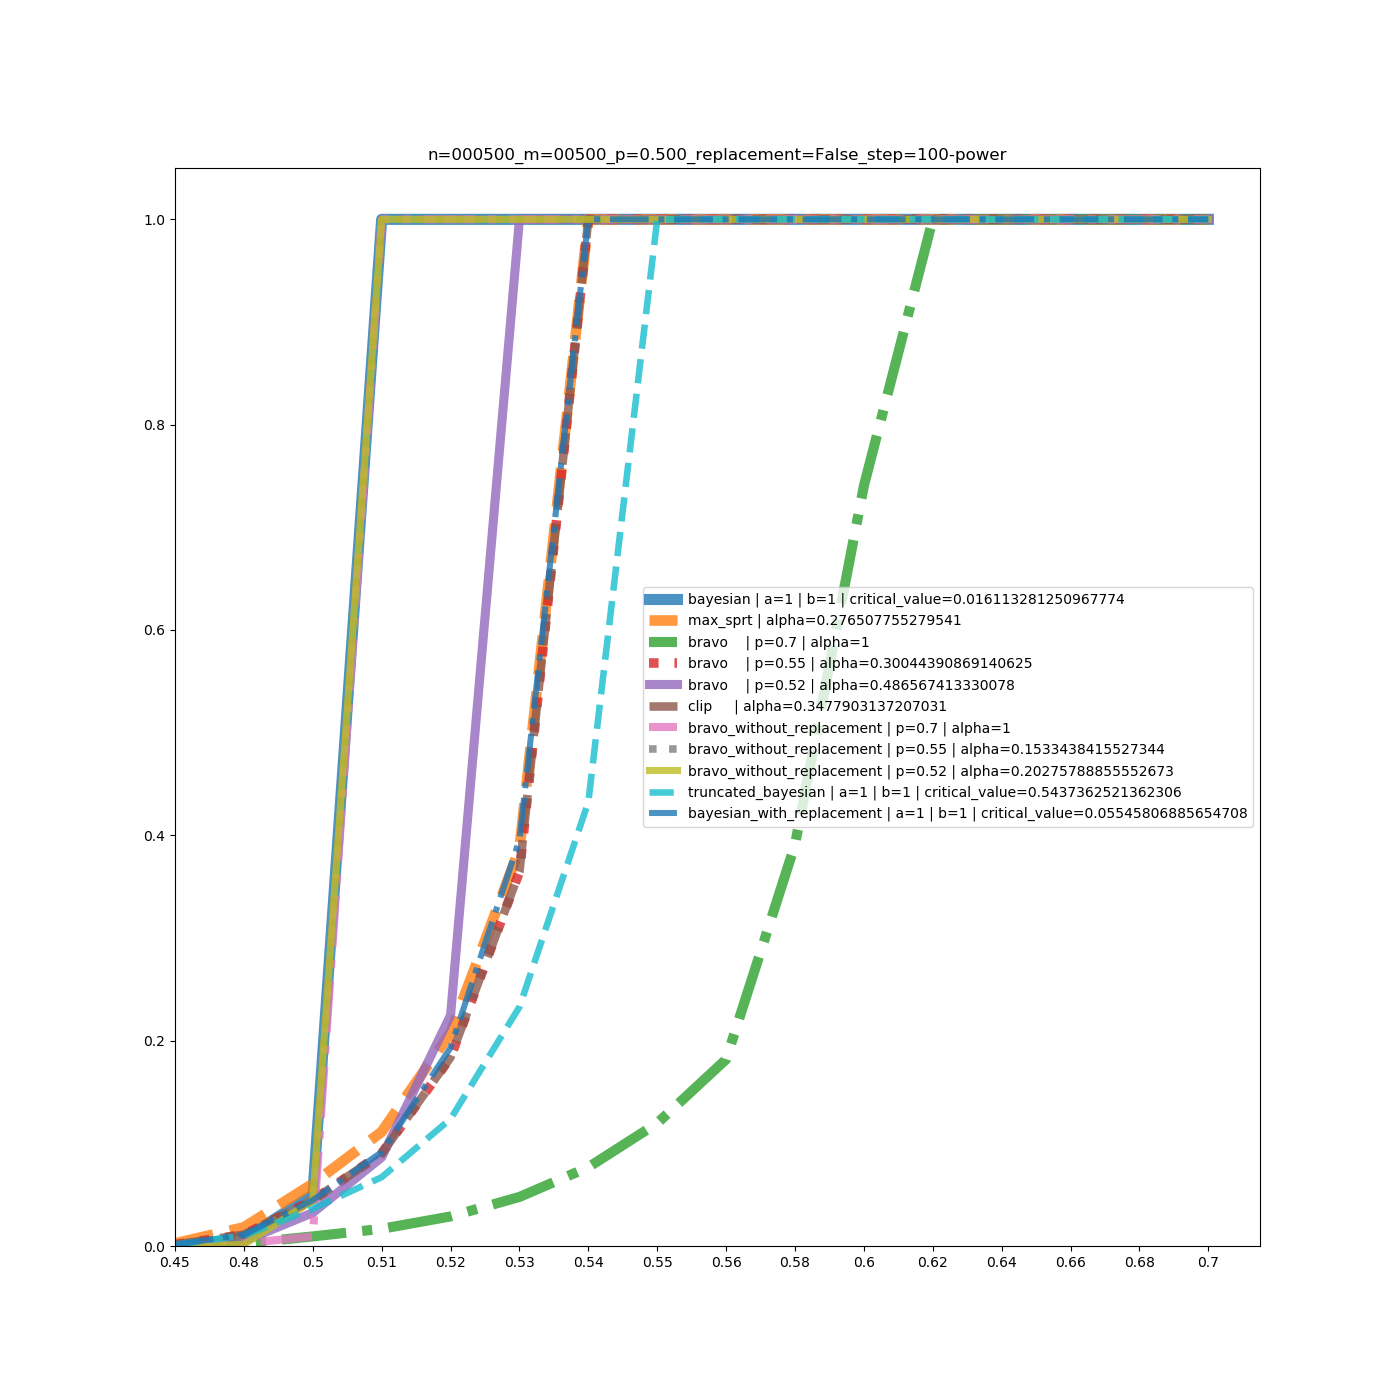 n=000500_m=00500_p=0.500_replacement=False_step=100-power
1.0
0.8
0.6
0.4
0.2
0.0
bayesian | a=1 | b=1 | critical_value=0.016113281250967774
max_sprt | alpha=0.276507755279541
bravo | p=0.7 | alpha=1
bravo | p=0.55 | alpha=0.30044390869140625
bravo | p=0.52 | alpha=0.486567413330078
clip | alpha=0.3477903137207031
bravo_without_replacement | p=0.7 | alpha=1
bravo_without_replacement | p=0.55 | alpha=0.1533438415527344
bravo_without_replacement | p=0.52 | alpha=0.20275788855552673
truncated_bayesian | a=1 | b=1 | critical_value=0.5437362521362306
bayesian_with_replacement | a=1 | b=1 | critical_value=0.05545806885654708
0.45 0.48 0.5 0.51 0.52 0.53 0.54 0.55 0.56 0.58 0.6 0.62 0.64 0.66 0.68 0.7